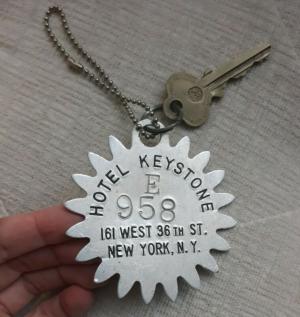 HOTEL KEYSTONE
E
958
161 WEST 36TH ST.
NEW YORK, N.Y.